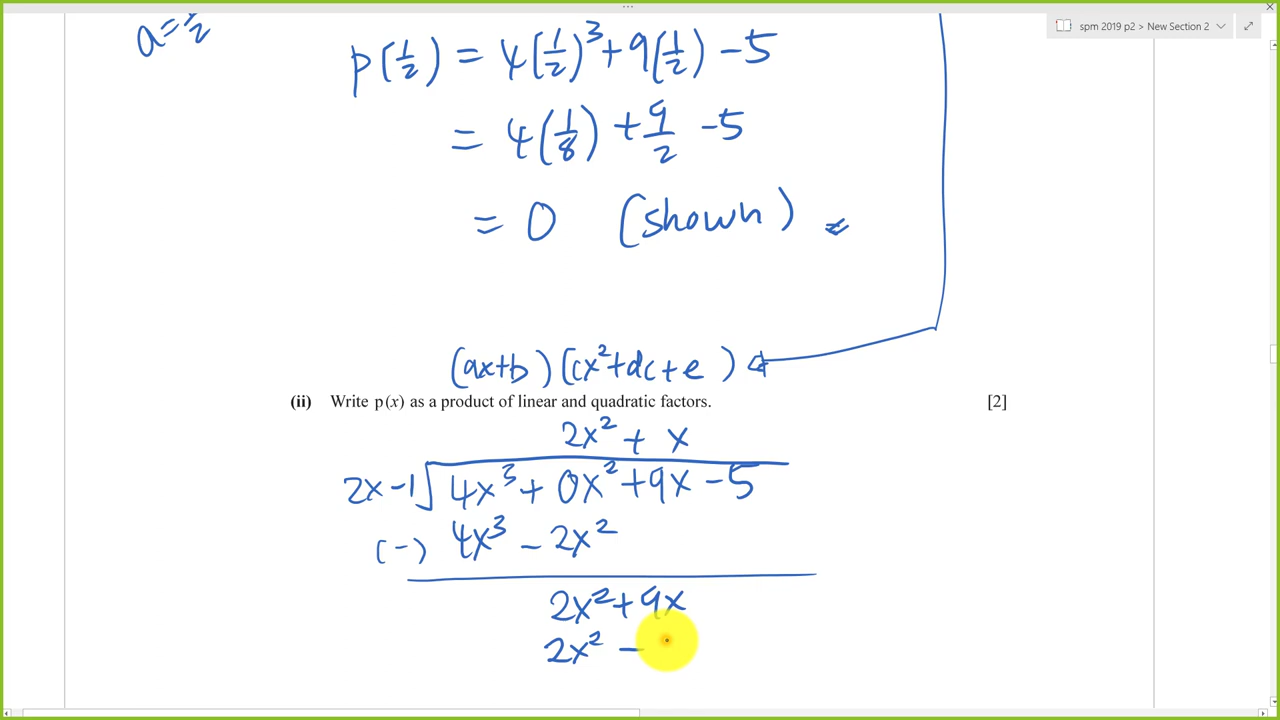 spm 2019 p2 > New Section 2
a=½
p(½) = 4(½)³+9(½) -5
= 4(⅛) + 9/2 -5
= 0 (shown)
(ax+b)(cx²+dc+e)
(ii) Write p(x) as a product of linear and quadratic factors. [2]
2x² + x
2x-1 √ 4x³ + 0x² + 9x - 5
(-) 4x³ - 2x²
2x² + 9x
2x² -